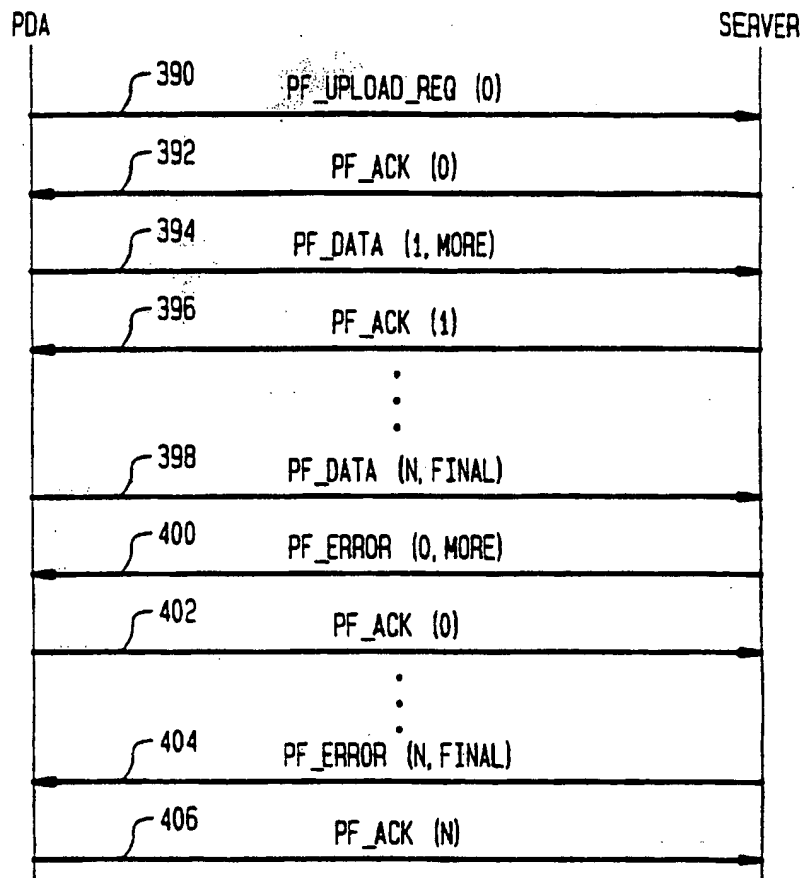 PDA SERVER
390 PF_UPLOAD_REQ (0)
392 PF_ACK (0)
394 PF_DATA (1, MORE)
396 PF_ACK (1)
398 PF_DATA (N, FINAL)
400 PF_ERROR (0, MORE)
402 PF_ACK (0)
404 PF_ERROR (N, FINAL)
406 PF_ACK (N)